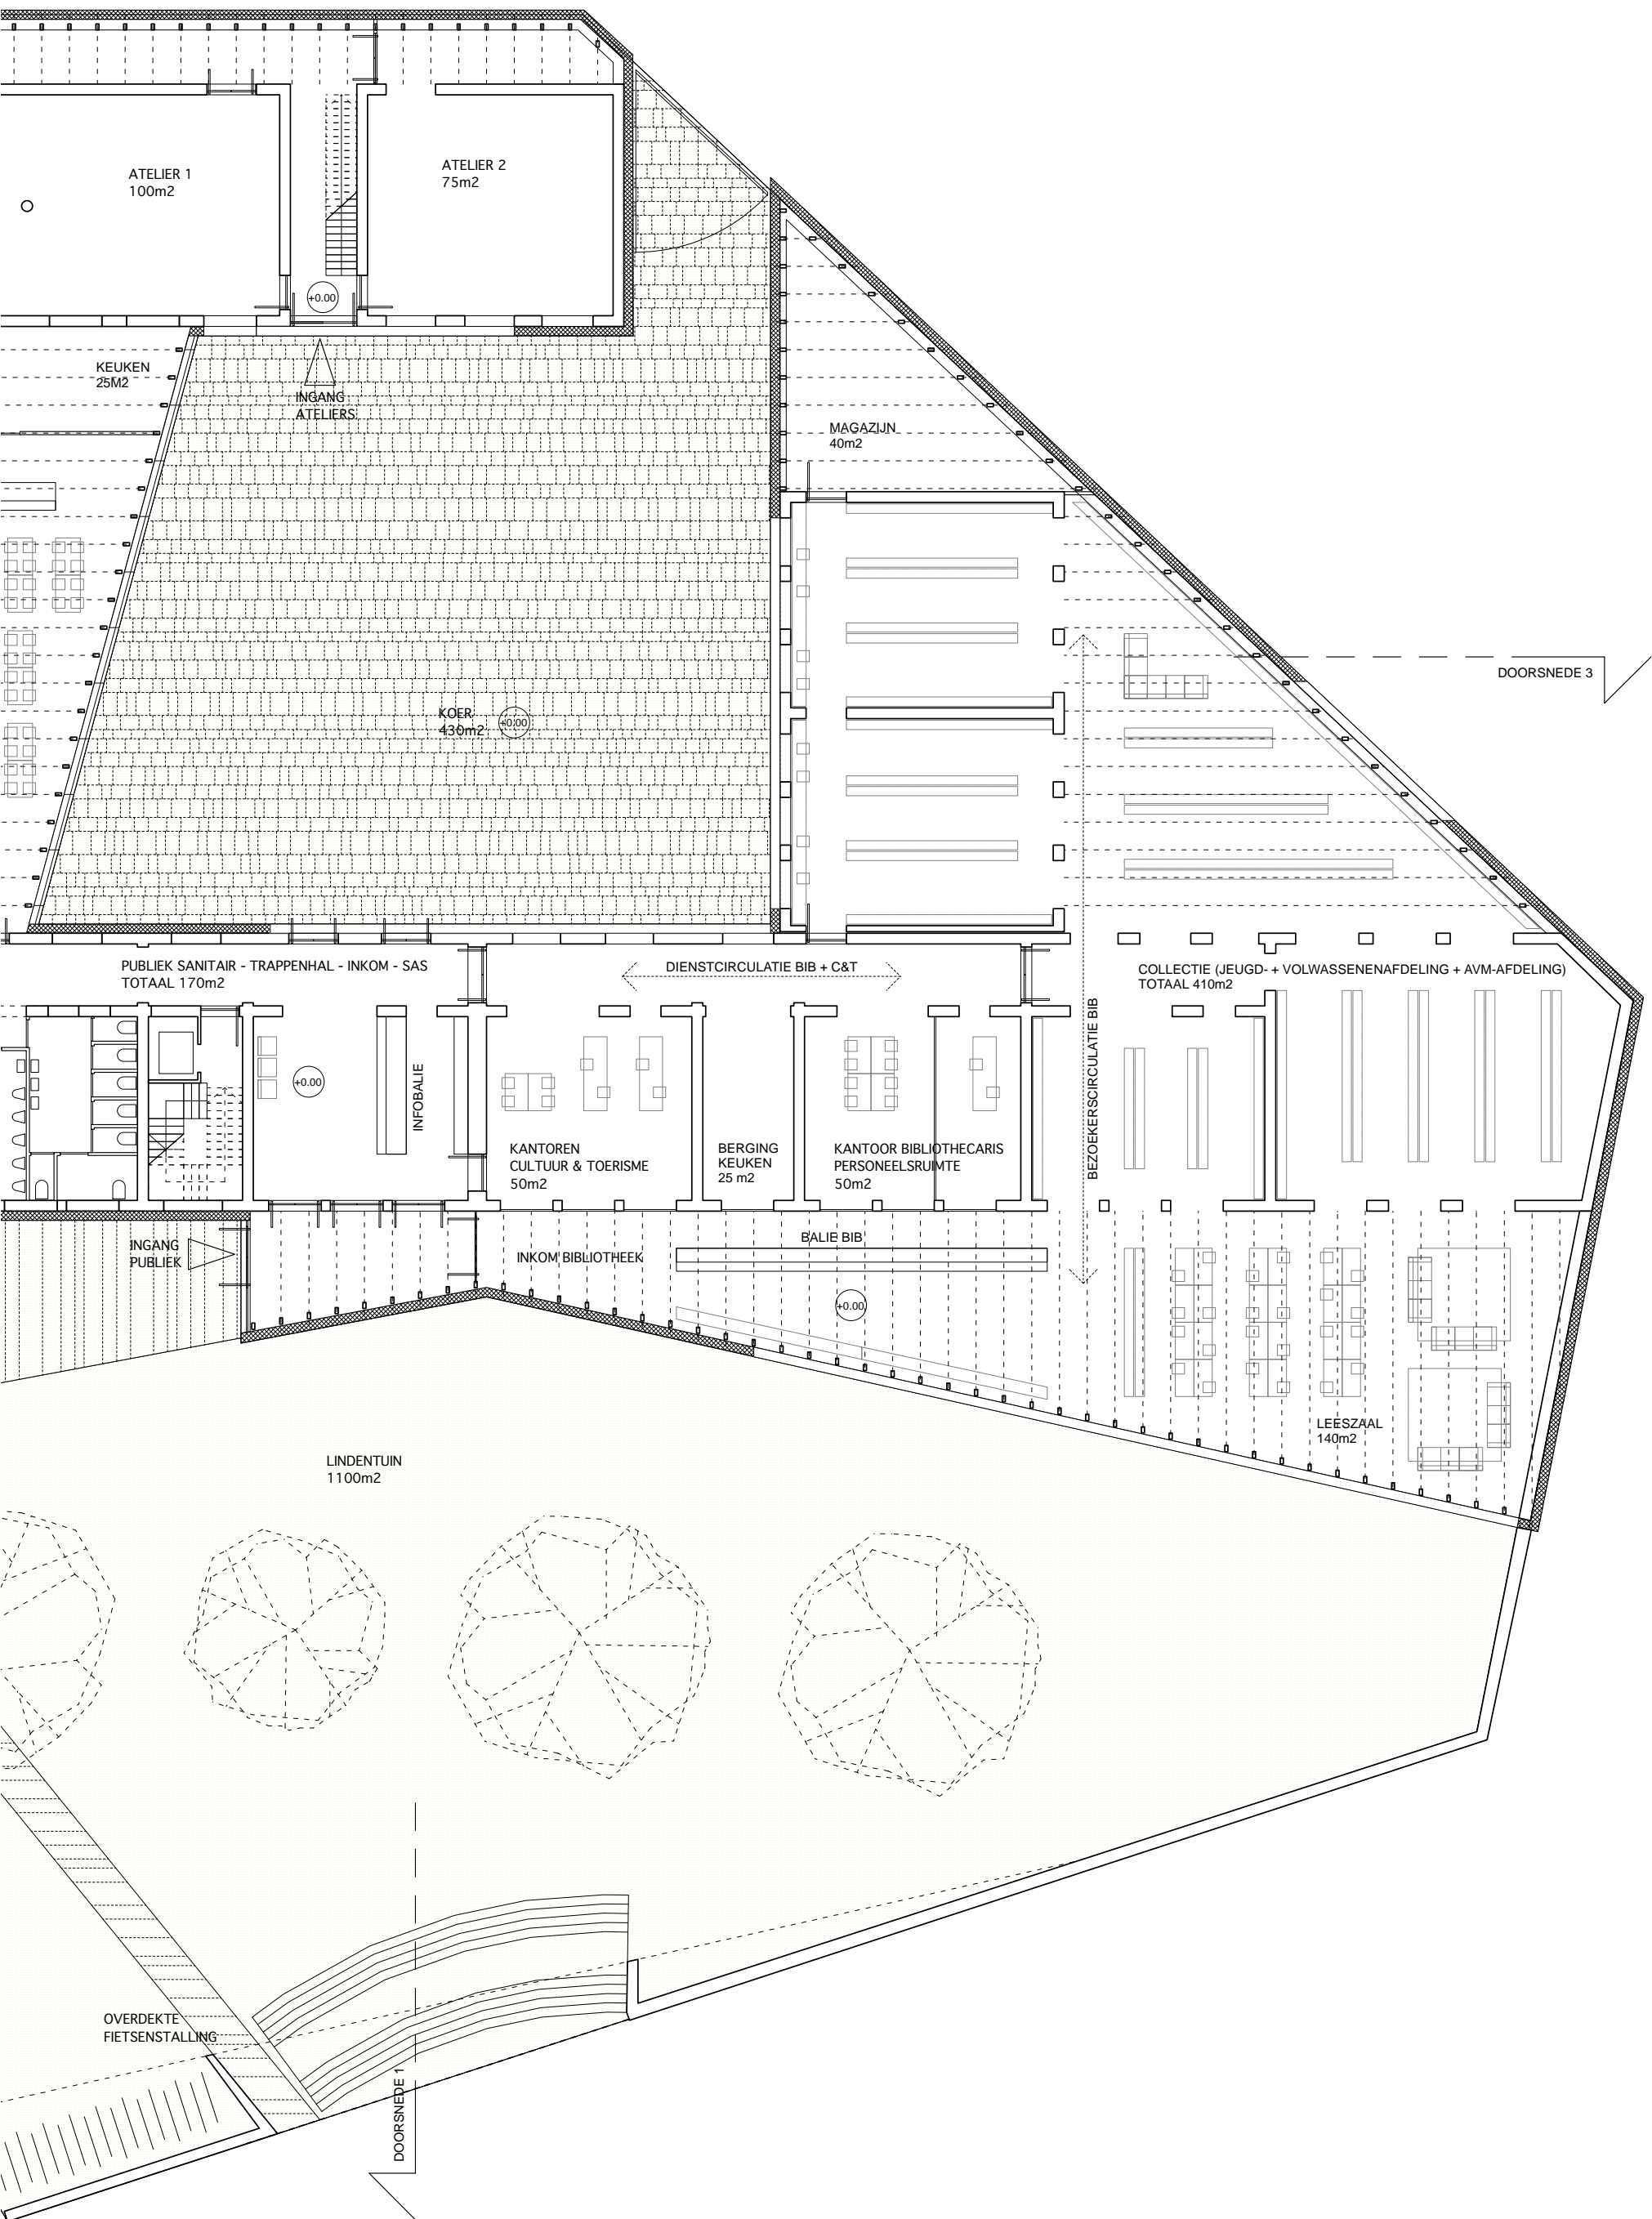 ATELIER 1
100m2
ATELIER 2
75m2
+0.00
KEUKEN
25M2
INGANG
ATELIERS
MAGAZIJN
40m2
DOORSNEDE 3
KOER
430m2
+0.00
PUBLIEK SANITAIR - TRAPPENHAL - INKOM - SAS
TOTAAL 170m2
DIENSTCIRCULATIE BIB + C&T
COLLECTIE (JEUGD- + VOLWASSENENAFDELING + AVM-AFDELING)
TOTAAL 410m2
BEZOEKERSCIRCULATIE BIB
+0.00
INFOBALIE
KANTOREN
CULTUUR & TOERISME
50m2
BERGING
KEUKEN
25 m2
KANTOOR BIBLIOTHECARIS
PERSONEELSRUIMTE
50m2
INGANG
PUBLIEK
INKOM BIBLIOTHEEK
BALIE BIB
+0.00
LEESZAAL
140m2
LINDENTUIN
1100m2
OVERDEKTE
FIETSENSTALLING
DOORSNEDE 1